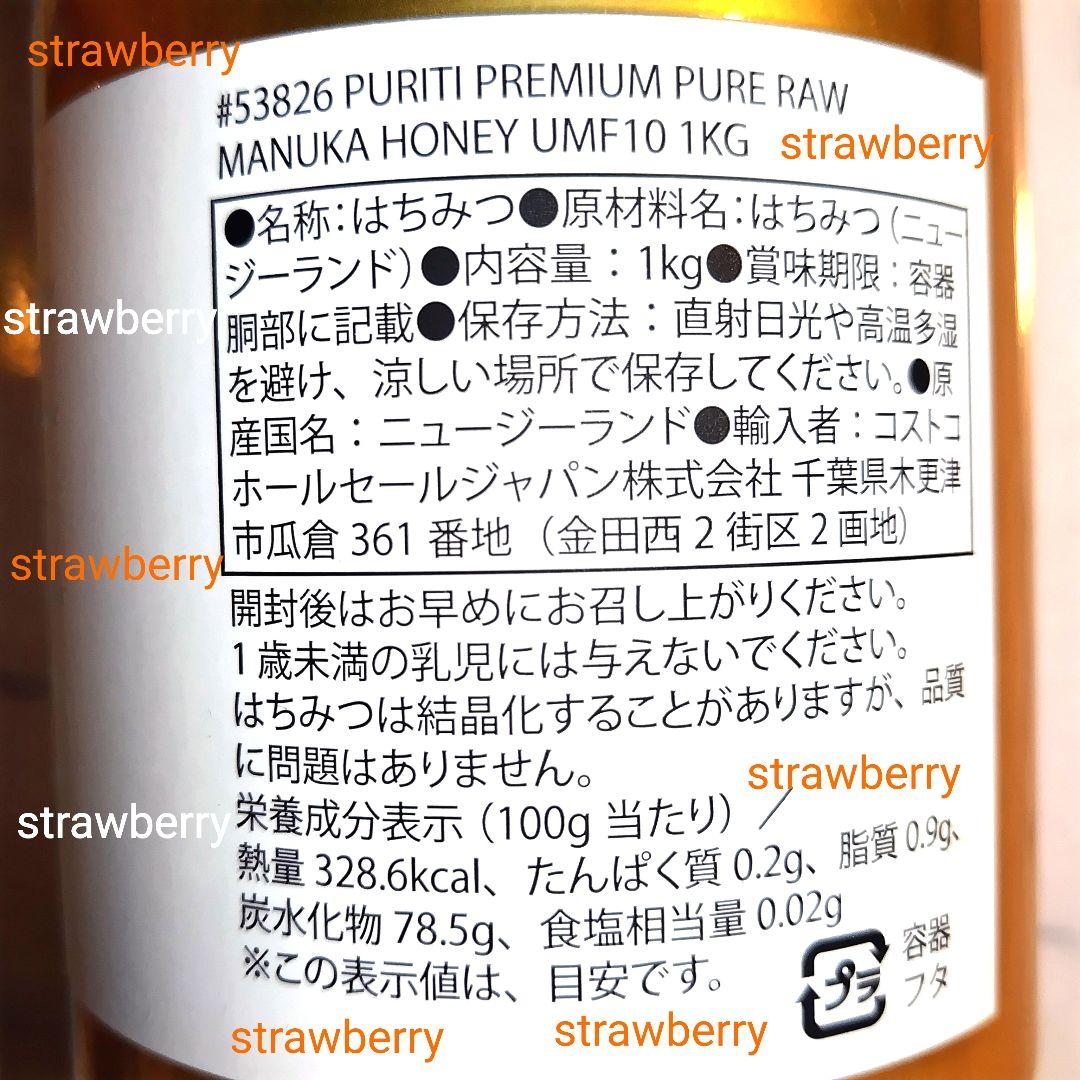 strawberry
#53826 PURITI PREMIUM PURE RAW
MANUKA HONEY UMF10 1KG
strawberry
●名称：はちみつ●原材料名：はちみつ（ニュー
ジーランド）●内容量：1kg●賞味期限：容器
strawberry
胴部に記載●保存方法：直射日光や高温多湿
を避け、涼しい場所で保存してください。●原
産国名：ニュージーランド●輸入者：コストコ
ホールセールジャパン株式会社 千葉県木更津
市瓜倉 361 番地（金田西 2 街区 2 画地）
strawberry
開封後はお早めにお召し上がりください。
1 歳未満の乳児には与えないでください。
はちみつは結晶化することがありますが、品質
に問題はありません。
strawberry
栄養成分表示（100g 当たり）／
strawberry
熱量 328.6kcal、たんぱく質 0.2g、脂質 0.9g、
炭水化物 78.5g、食塩相当量 0.02g
※この表示値は、目安です。
プラ
容器
フタ
strawberry
strawberry